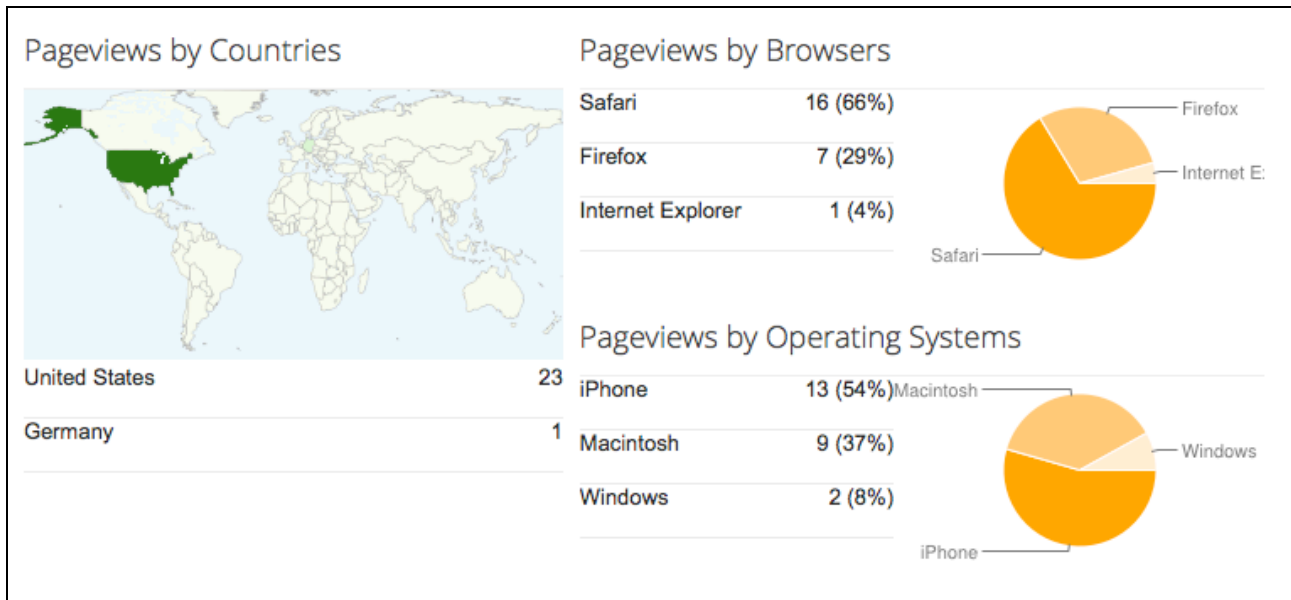 Pageviews by Countries
United States 23
Germany 1
Pageviews by Browsers
Safari 16 (66%)
Firefox 7 (29%)
Internet Explorer 1 (4%)
Firefox
Internet E:
Safari
Pageviews by Operating Systems
iPhone 13 (54%)
Macintosh 9 (37%)
Windows 2 (8%)
Macintosh
Windows
iPhone